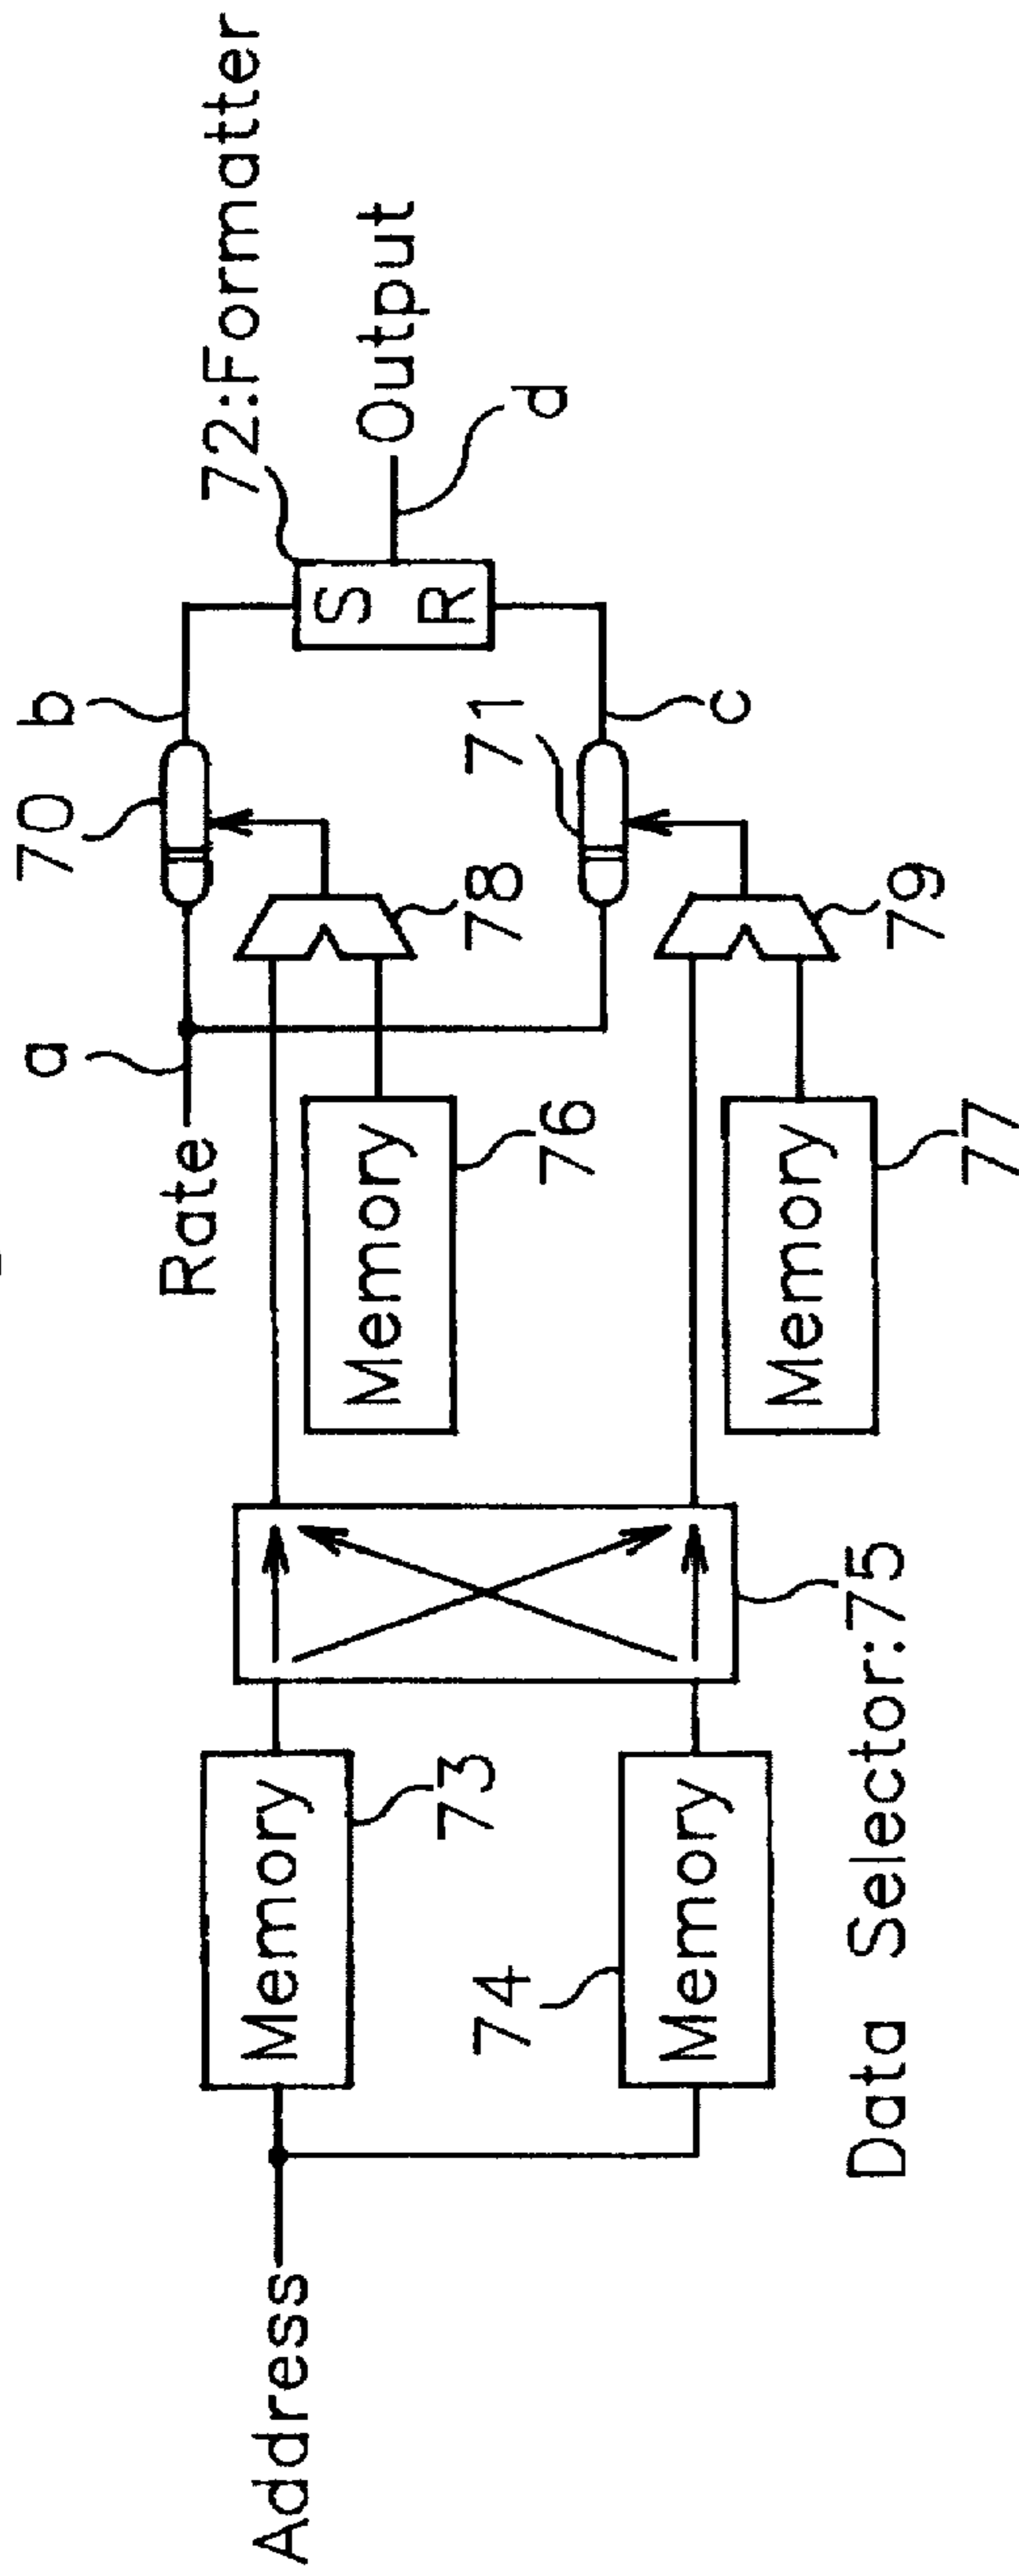 72:Formatter
a
70
b
Rate
Output
S
R
d
Address
Memory
73
Memory
76
78
71
c
74
Memory
Memory
77
79
Data Selector:75